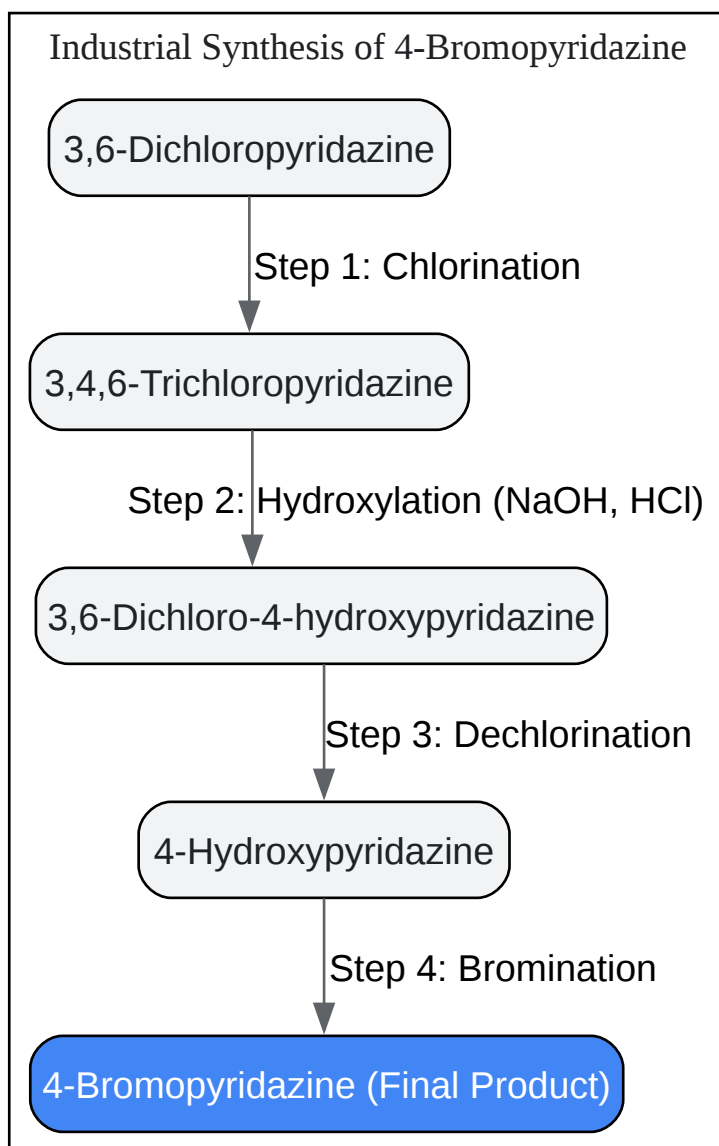 Industrial Synthesis of 4-Bromopyridazine
3,6-Dichloropyridazine
Step 1: Chlorination
3,4,6-Trichloropyridazine
Step 2: Hydroxylation (NaOH, HCl)
3,6-Dichloro-4-hydroxypyridazine
Step 3: Dechlorination
4-Hydroxypyridazine
Step 4: Bromination
4-Bromopyridazine (Final Product)